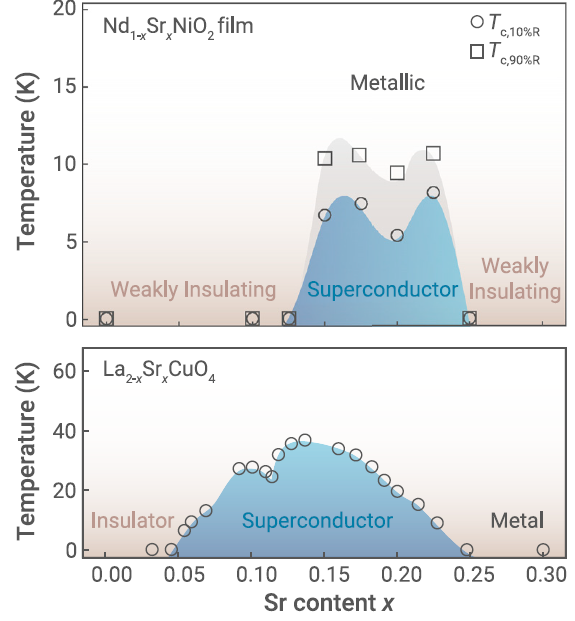 Nd1-xSrxNiO2 film
Tc,10%R
Tc,90%R
Metallic
Weakly Insulating
Superconductor
Weakly
Insulating
Temperature (K)
20
15
10
5
0
La2-xSrxCuO4
Insulator
Superconductor
Metal
Temperature (K)
60
40
20
0
0.00 0.05 0.10 0.15 0.20 0.25 0.30
Sr content x